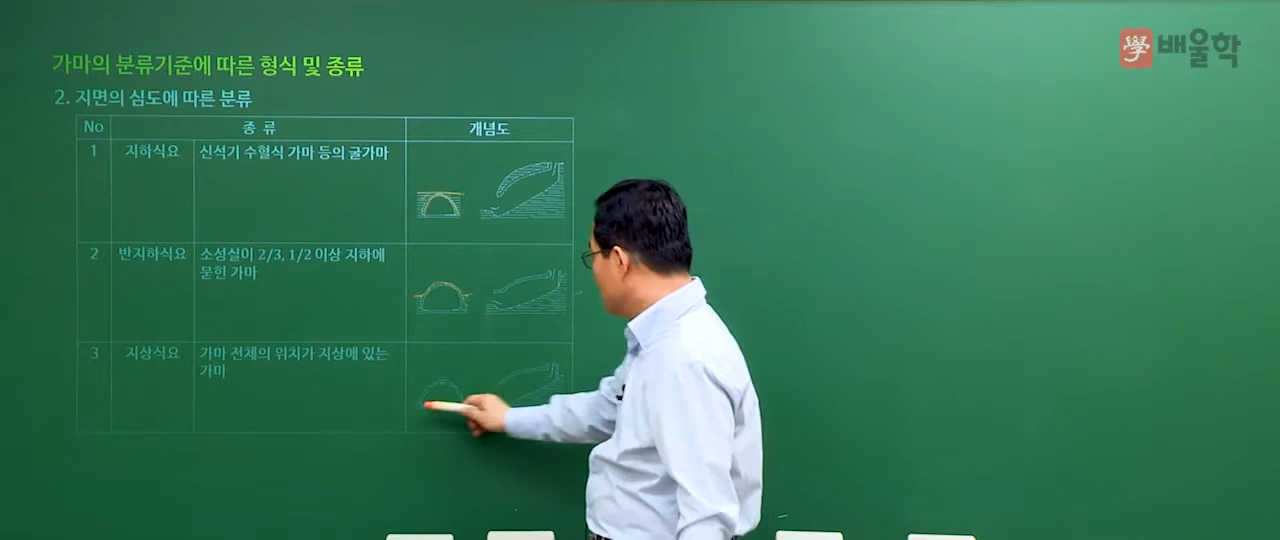 學 배울학
가마의 분류기준에 따른 형식 및 종류
2. 지면의 심도에 따른 분류
No 종 류 개념도
1 지하식요 신석기 수혈식 가마 등의 굴가마
2 반지하식요 소성실이 2/3, 1/2 이상 지하에
묻힌 가마
3 지상식요 가마 전체의 위치가 지상에 있는
가마